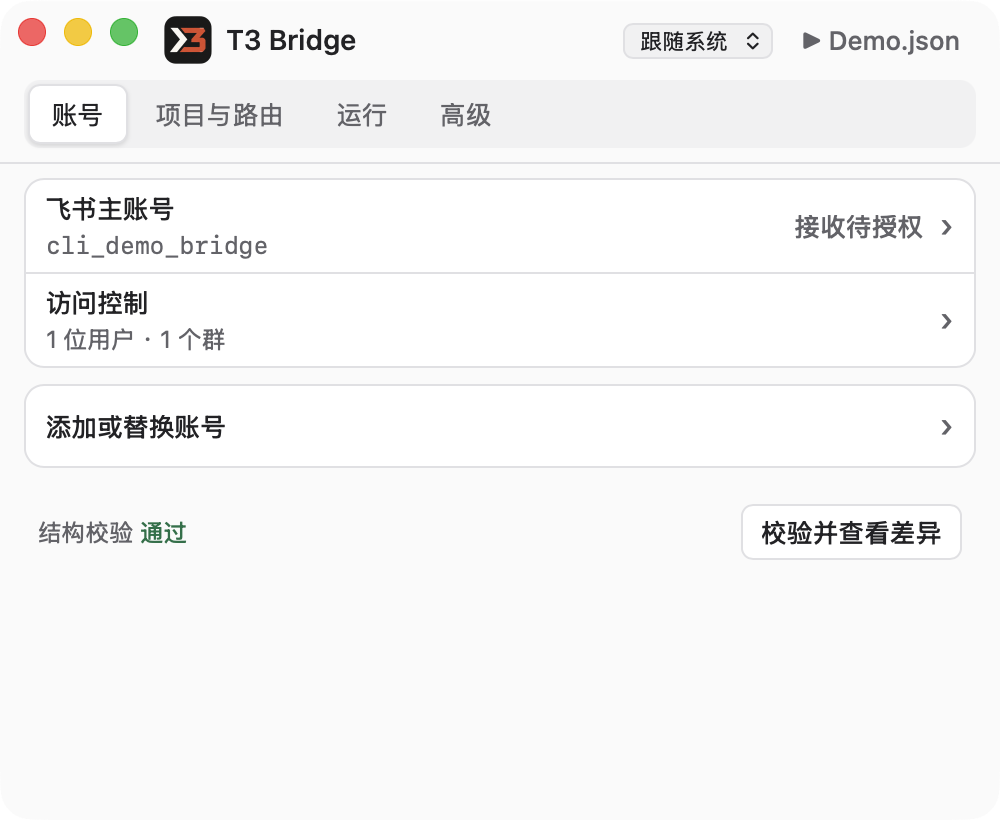 T3 Bridge
跟随系统
Demo.json
账号 项目与路由 运行 高级
飞书主账号
cli_demo_bridge
接收待授权
访问控制
1 位用户 · 1 个群
添加或替换账号
结构校验 通过
校验并查看差异